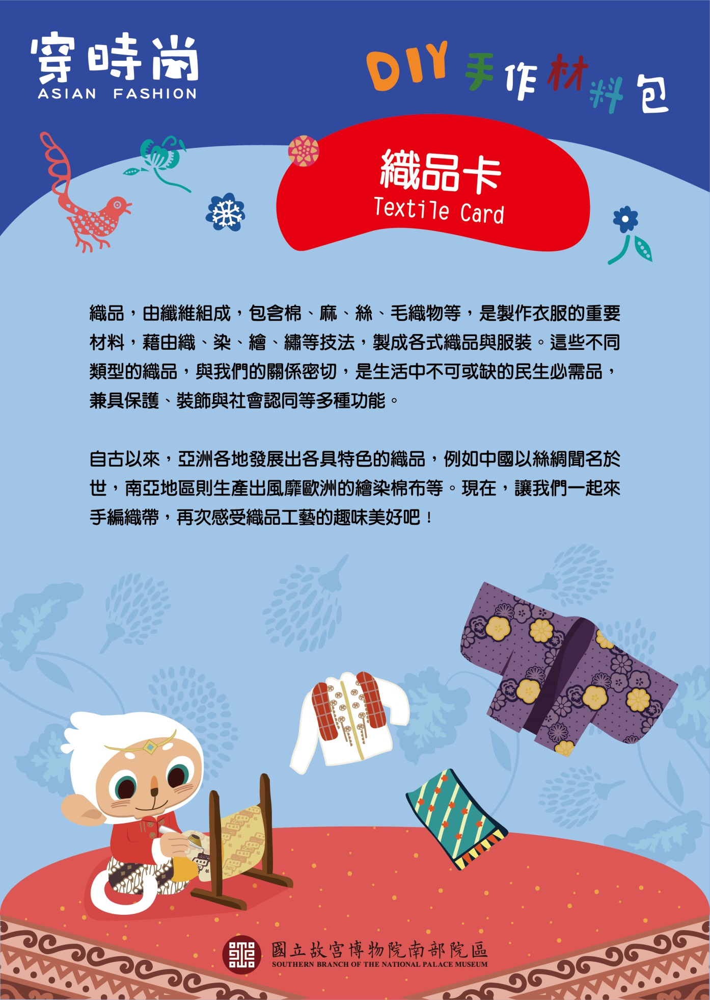 穿時尚
ASIAN FASHION
DIY手作材料包
織品卡
Textile Card
織品，由纖維組成，包含棉、麻、絲、毛織物等，是製作衣服的重要
材料，藉由織、染、繪、繡等技法，製成各式織品與服裝。這些不同
類型的織品，與我們的關係密切，是生活中不可或缺的民生必需品，
兼具保護、裝飾與社會認同等多種功能。
自古以來，亞洲各地發展出各具特色的織品，例如中國以絲綢聞名於
世，南亞地區則生產出風靡歐洲的繪染棉布等。現在，讓我們一起來
手編織帶，再次感受織品工藝的趣味美好吧！
國立故宮博物院南部院區
SOUTHERN BRANCH OF THE NATIONAL PALACE MUSEUM